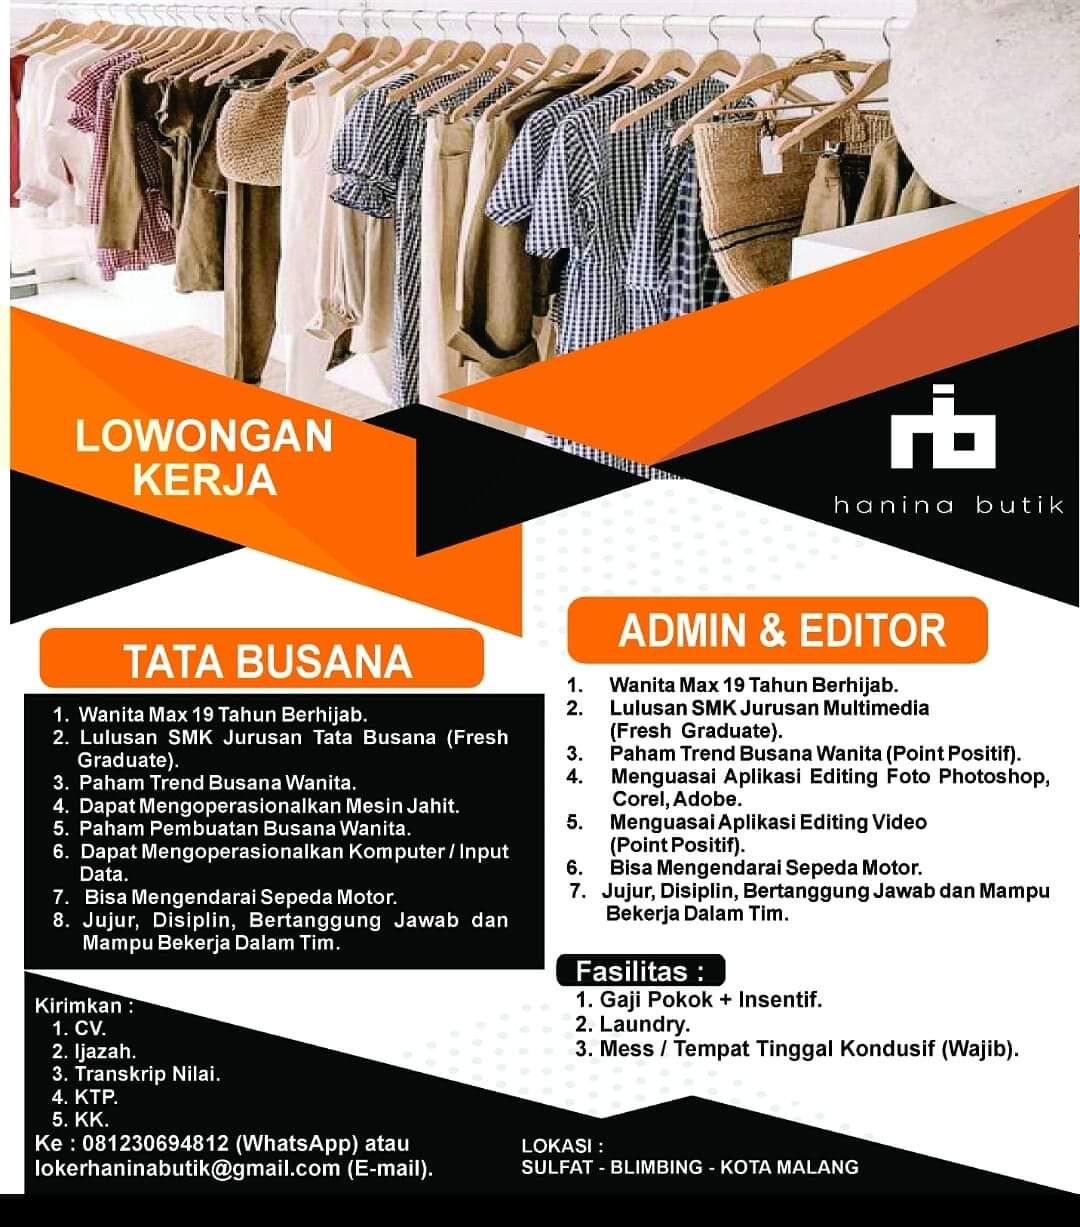 LOWONGAN
KERJA
hanina butik
TATA BUSANA
1. Wanita Max 19 Tahun Berhijab.
2. Lulusan SMK Jurusan Tata Busana (Fresh
Graduate).
3. Paham Trend Busana Wanita.
4. Dapat Mengoperasionalkan Mesin Jahit.
5. Paham Pembuatan Busana Wanita.
6. Dapat Mengoperasionalkan Komputer / Input
Data.
7. Bisa Mengendarai Sepeda Motor.
8. Jujur, Disiplin, Bertanggung Jawab dan
Mampu Bekerja Dalam Tim.
ADMIN & EDITOR
1. Wanita Max 19 Tahun Berhijab.
2. Lulusan SMK Jurusan Multimedia
(Fresh Graduate).
3. Paham Trend Busana Wanita (Point Positif).
4. Menguasai Aplikasi Editing Foto Photoshop,
Corel, Adobe.
5. Menguasai Aplikasi Editing Video
(Point Positif).
6. Bisa Mengendarai Sepeda Motor.
7. Jujur, Disiplin, Bertanggung Jawab dan Mampu
Bekerja Dalam Tim.
Fasilitas :
1. Gaji Pokok + Insentif.
2. Laundry.
3. Mess / Tempat Tinggal Kondusif (Wajib).
Kirimkan :
1. CV.
2. Ijazah.
3. Transkrip Nilai.
4. KTP.
5. KK.
Ke : 081230694812 (WhatsApp) atau
lokerhaninabutik@gmail.com (E-mail).
LOKASI :
SULFAT - BLIMBING - KOTA MALANG